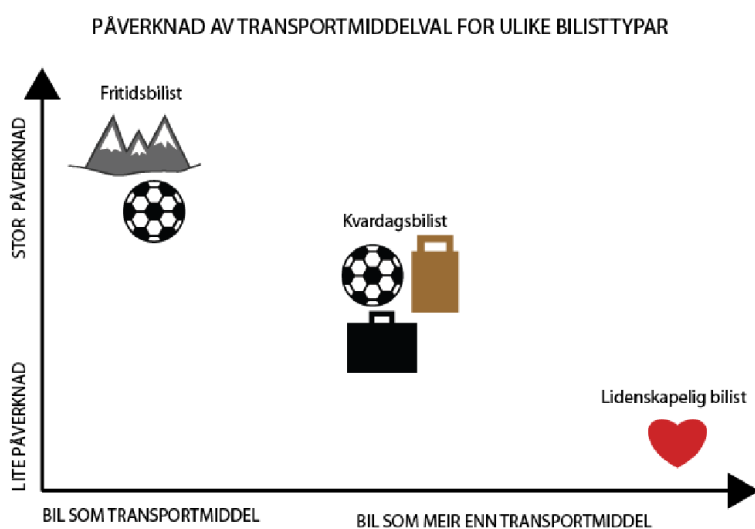 PÅVERKNAD AV TRANSPORTMIDDELVAL FOR ULIKE BILISTTYPAR
Fritidsbilist
STOR PÅVERKNAD
Kvardagsbilist
LITE PÅVERKNAD
Lidenskapelig bilist
BIL SOM TRANSPORTMIDDEL
BIL SOM MEIR ENN TRANSPORTMIDDEL